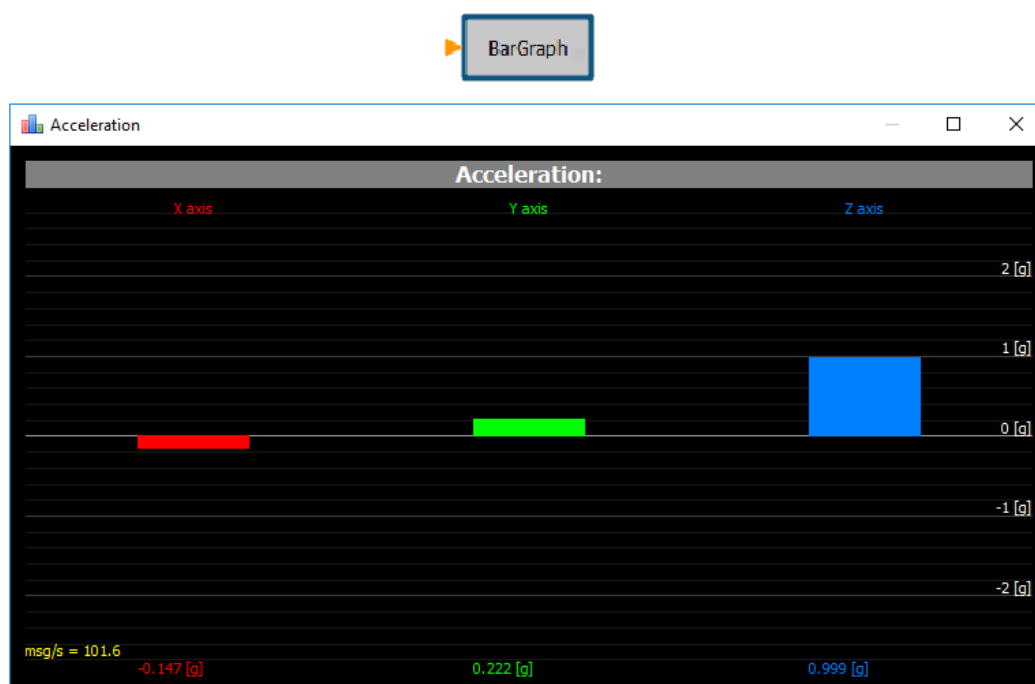 BarGraph
Acceleration
Acceleration:
X axis Y axis Z axis
2 [g]
1 [g]
0 [g]
-1 [g]
-2 [g]
msg/s = 101.6
-0.147 [g] 0.222 [g] 0.999 [g]